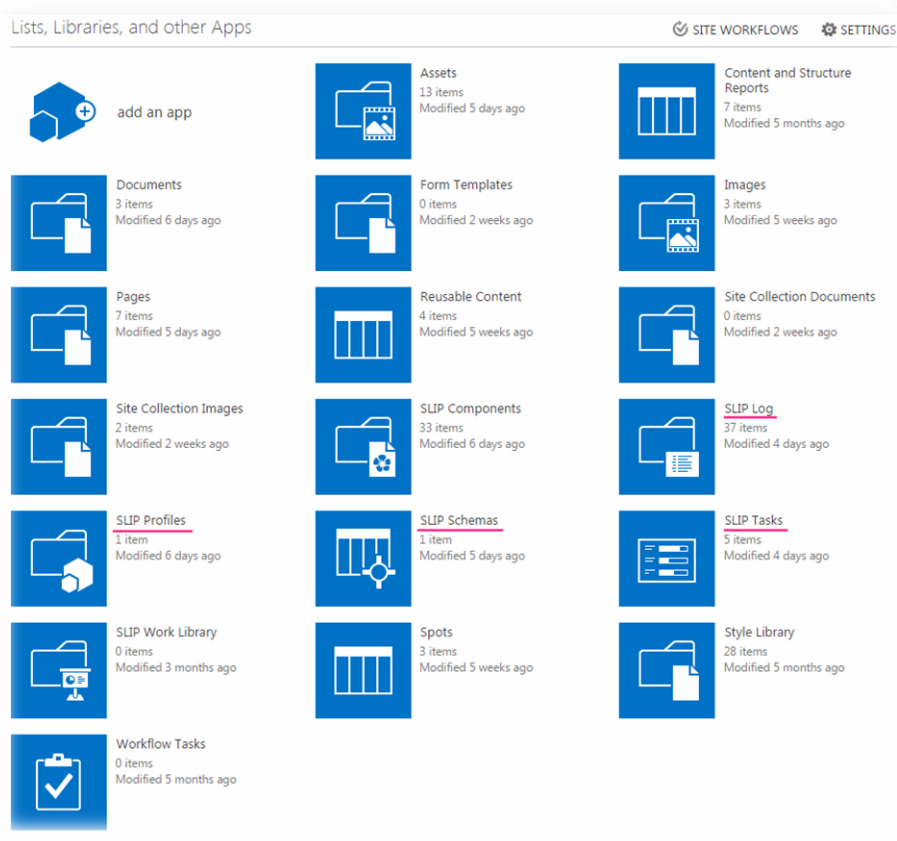 Lists, Libraries, and other Apps
SITE WORKFLOWS
SETTINGS
add an app
Assets
13 items
Modified 5 days ago
Content and Structure
Reports
7 items
Modified 5 months ago
Documents
3 items
Modified 6 days ago
Form Templates
0 items
Modified 2 weeks ago
Images
3 items
Modified 5 weeks ago
Pages
7 items
Modified 5 days ago
Reusable Content
4 items
Modified 5 weeks ago
Site Collection Documents
0 items
Modified 2 weeks ago
Site Collection Images
2 items
Modified 2 weeks ago
SLIP Components
33 items
Modified 6 days ago
SLIP Log
37 items
Modified 4 days ago
SLIP Profiles
1 item
Modified 6 days ago
SLIP Schemas
1 item
Modified 5 days ago
SLIP Tasks
5 items
Modified 4 days ago
SLIP Work Library
0 items
Modified 3 months ago
Spots
3 items
Modified 5 weeks ago
Style Library
28 items
Modified 5 months ago
Workflow Tasks
0 items
Modified 5 months ago